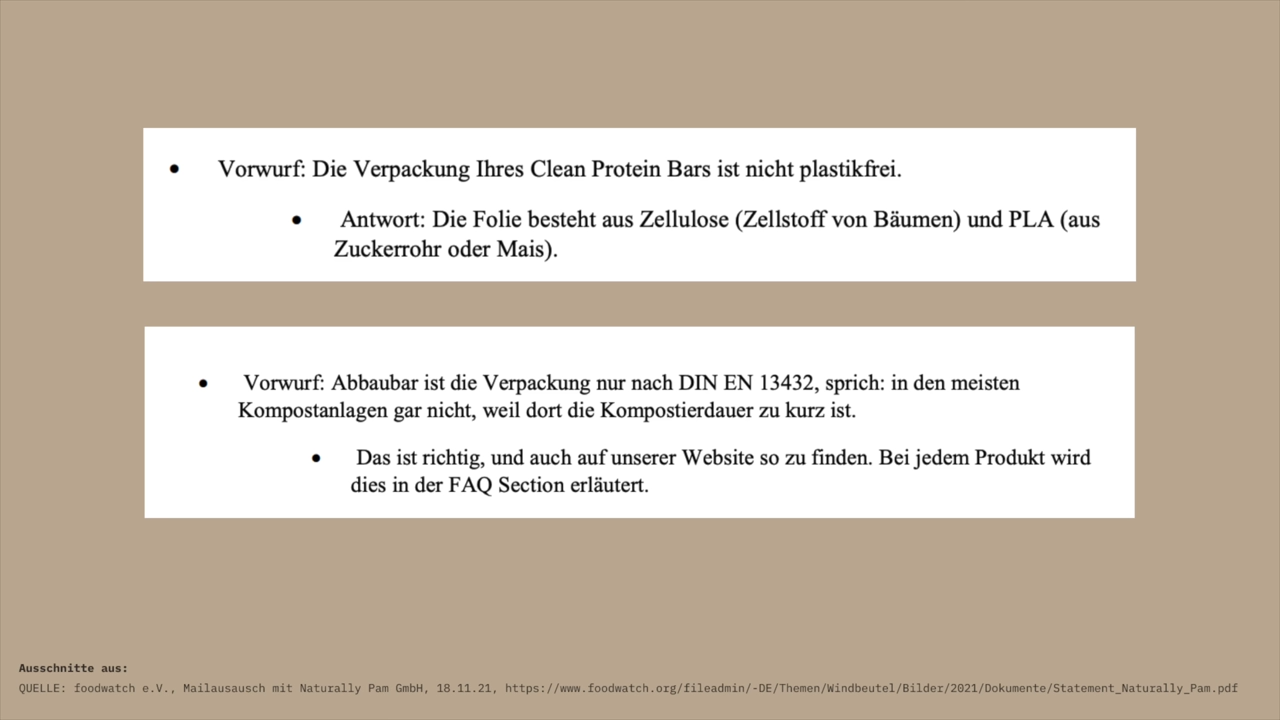 • Vorwurf: Die Verpackung Ihres Clean Protein Bars ist nicht plastikfrei.
• Antwort: Die Folie besteht aus Zellulose (Zellstoff von Bäumen) und PLA (aus
Zuckerrohr oder Mais).
• Vorwurf: Abbaubar ist die Verpackung nur nach DIN EN 13432, sprich: in den meisten
Kompostanlagen gar nicht, weil dort die Kompostierdauer zu kurz ist.
• Das ist richtig, und auch auf unserer Website so zu finden. Bei jedem Produkt wird
dies in der FAQ Section erläutert.
Ausschnitte aus:
QUELLE: foodwatch e.V., Mailausausch mit Naturally Pam GmbH, 18.11.21, https://www.foodwatch.org/fileadmin/-DE/Themen/Windbeutel/Bilder/2021/Dokumente/Statement_Naturally_Pam.pdf